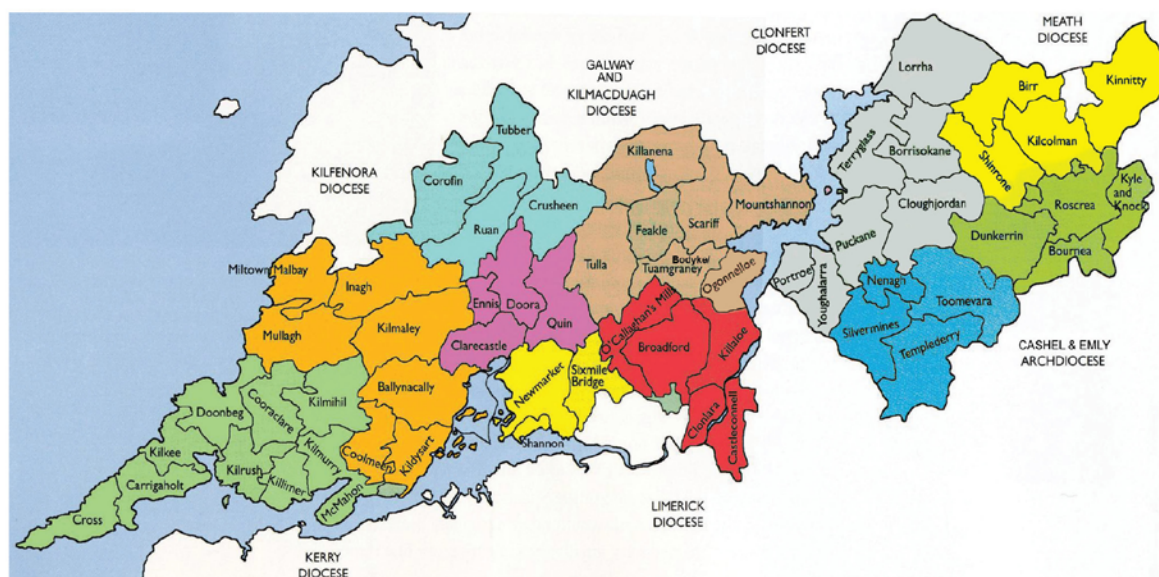 CLONFERT
DIOCESE
MEATH
DIOCESE
GALWAY
AND
KILMACDUAGH
DIOCESE
KILFENORA
DIOCESE
Lorrha
Birr
Kinnitty
Tubber
Killanena
Terryglass
Borrisokane
Kilcolman
Shinrone
Kyle
and
Knock
Corofin
Crusheen
Mountshannon
Roscrea
Cloughjordan
Ruan
Feakle
Scariff
Dunkerrin
Puckane
Bournea
Miltown Malbay
Inagh
Tulla
Bodyke/
Tuamgraney
Ogonnelloe
Portroe
Youghalarra
Nenagh
Toomevara
Ennis
Doora
Quin
Mullagh
Kilmaley
O'Callaghan's Mills
Silvermines
Templederry
Clarecastle
Broadford
Killaloe
CASHEL & EMLY
ARCHDIOCESE
Newmarket
Sixmile
Bridge
Ballynacally
Doonbeg
Cooraclare
Kilmihil
Clonlara
Castleconnell
Shannon
Kilkee
Kilrush
Kilmurry
Coolmeen
Kildysart
Carrigaholt
Killimer
McMahon
Cross
LIMERICK
DIOCESE
KERRY
DIOCESE